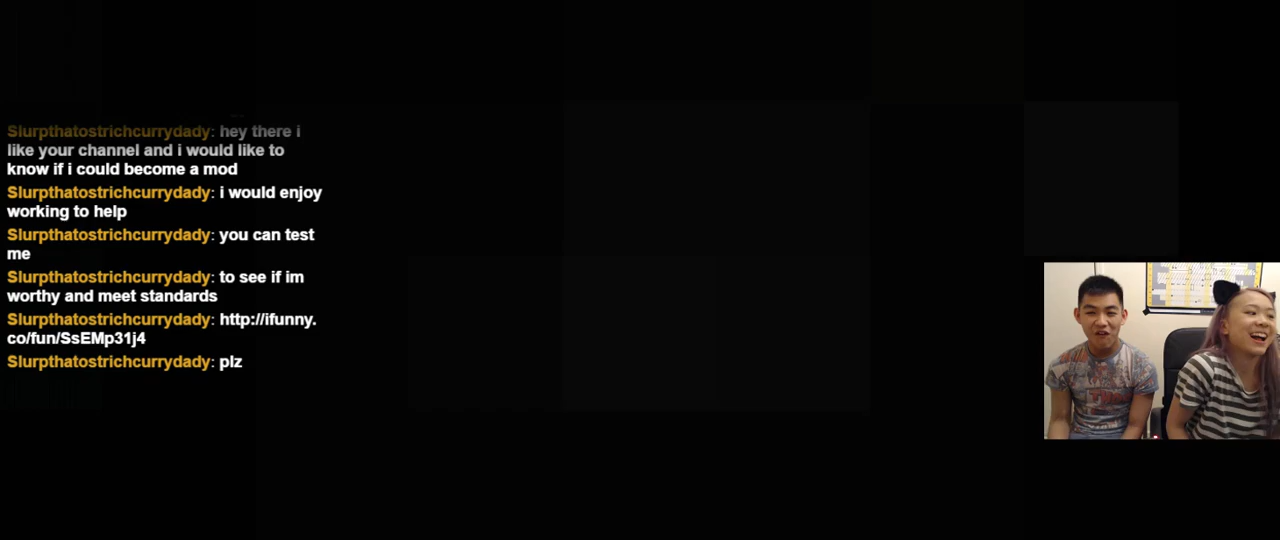 Slurpthatostrichcurrydady: hey there i
like your channel and i would like to
know if i could become a mod
Slurpthatostrichcurrydady: i would enjoy
working to help
Slurpthatostrichcurrydady: you can test
me
Slurpthatostrichcurrydady: to see if im
worthy and meet standards
Slurpthatostrichcurrydady: http://ifunny.
co/fun/SsEMp31j4
Slurpthatostrichcurrydady: plz